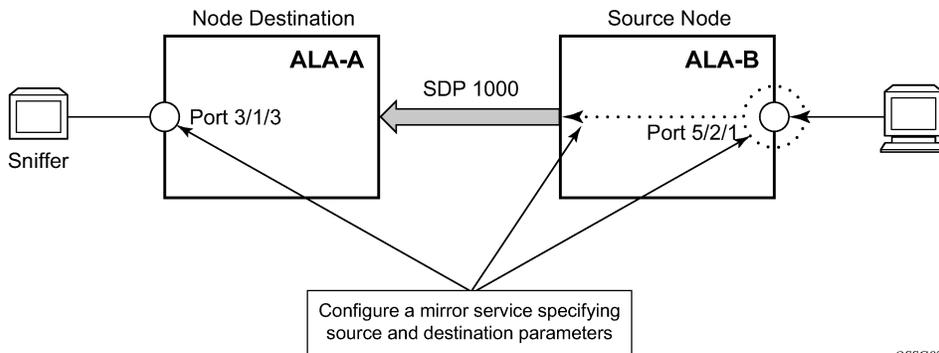 Node Destination
Source Node
ALA-A
ALA-B
SDP 1000
Port 3/1/3
Port 5/2/1
Sniffer
Configure a mirror service specifying
source and destination parameters